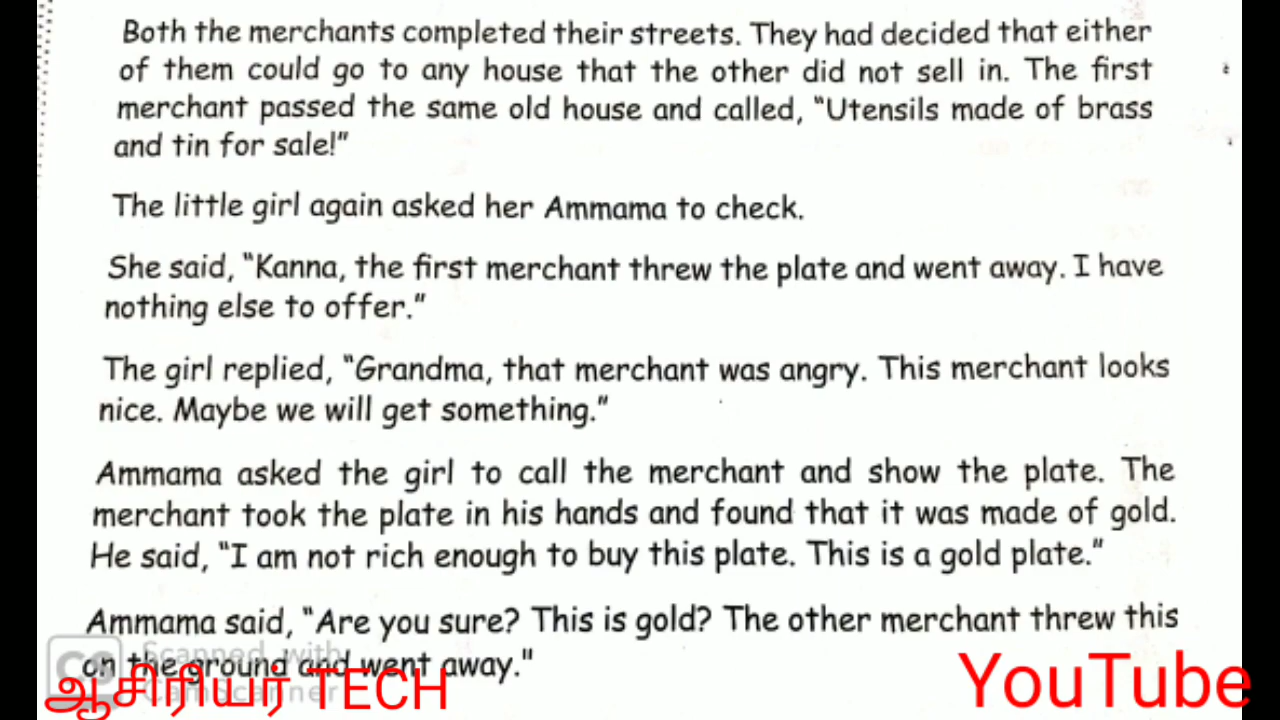 Both the merchants completed their streets. They had decided that either
of them could go to any house that the other did not sell in. The first
merchant passed the same old house and called, “Utensils made of brass
and tin for sale!”
The little girl again asked her Ammama to check.
She said, “Kanna, the first merchant threw the plate and went away. I have
nothing else to offer.”
The girl replied, “Grandma, that merchant was angry. This merchant looks
nice. Maybe we will get something.”
Ammama asked the girl to call the merchant and show the plate. The
merchant took the plate in his hands and found that it was made of gold.
He said, “I am not rich enough to buy this plate. This is a gold plate.”
Ammama said, “Are you sure? This is gold? The other merchant threw this
on the ground and went away."
CS Scanned with
CamScanner
ஆசிரியர் TECH
YouTube